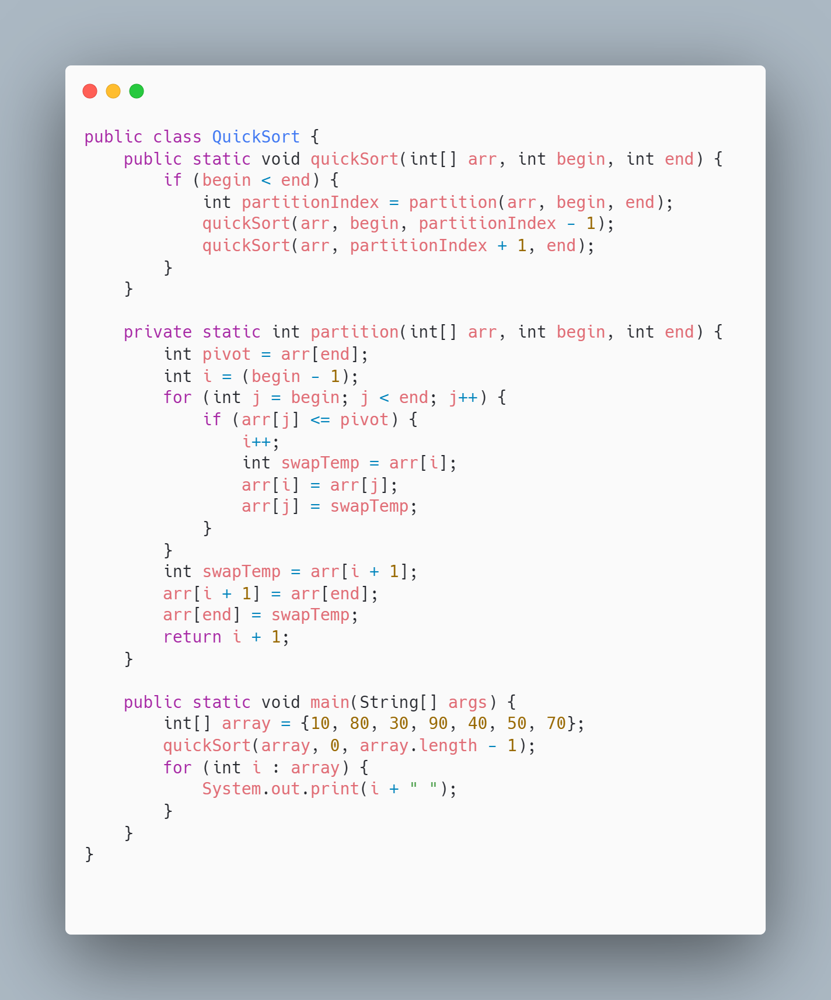 public class QuickSort {
    public static void quickSort(int[] arr, int begin, int end) {
        if (begin < end) {
            int partitionIndex = partition(arr, begin, end);
            quickSort(arr, begin, partitionIndex - 1);
            quickSort(arr, partitionIndex + 1, end);
        }
    }

    private static int partition(int[] arr, int begin, int end) {
        int pivot = arr[end];
        int i = (begin - 1);
        for (int j = begin; j < end; j++) {
            if (arr[j] <= pivot) {
                i++;
                int swapTemp = arr[i];
                arr[i] = arr[j];
                arr[j] = swapTemp;
            }
        }
        int swapTemp = arr[i + 1];
        arr[i + 1] = arr[end];
        arr[end] = swapTemp;
        return i + 1;
    }

    public static void main(String[] args) {
        int[] array = {10, 80, 30, 90, 40, 50, 70};
        quickSort(array, 0, array.length - 1);
        for (int i : array) {
            System.out.print(i + " ");
        }
    }
}